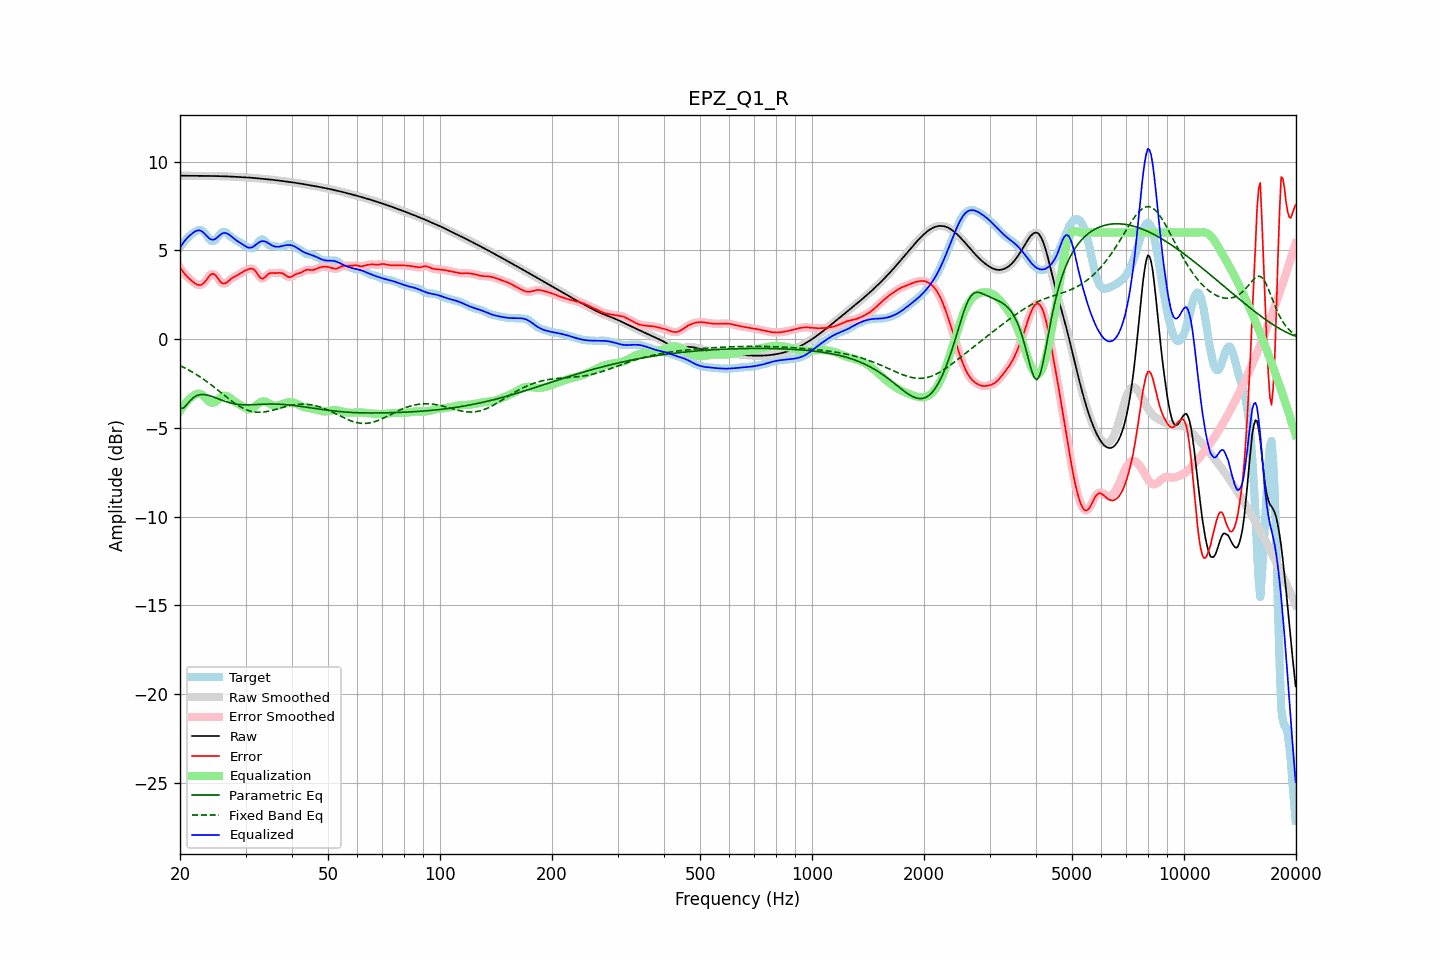 EPZ_Q1_R
Amplitude (dBr)
10
5
0
−5
−10
−15
−20
−25
Target
Raw Smoothed
Error Smoothed
Raw
Error
Equalization
Parametric Eq
Fixed Band Eq
Equalized
20 50 100 200 500 1000 2000 5000 10000 20000
Frequency (Hz)